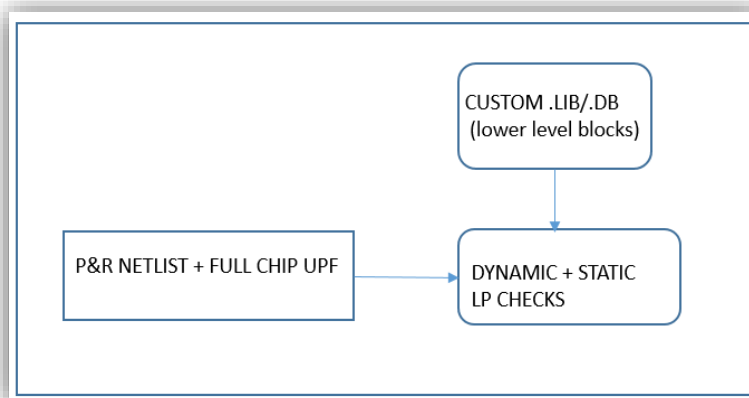 CUSTOM .LIB/.DB
(lower level blocks)
P&R NETLIST + FULL CHIP UPF
DYNAMIC + STATIC
LP CHECKS